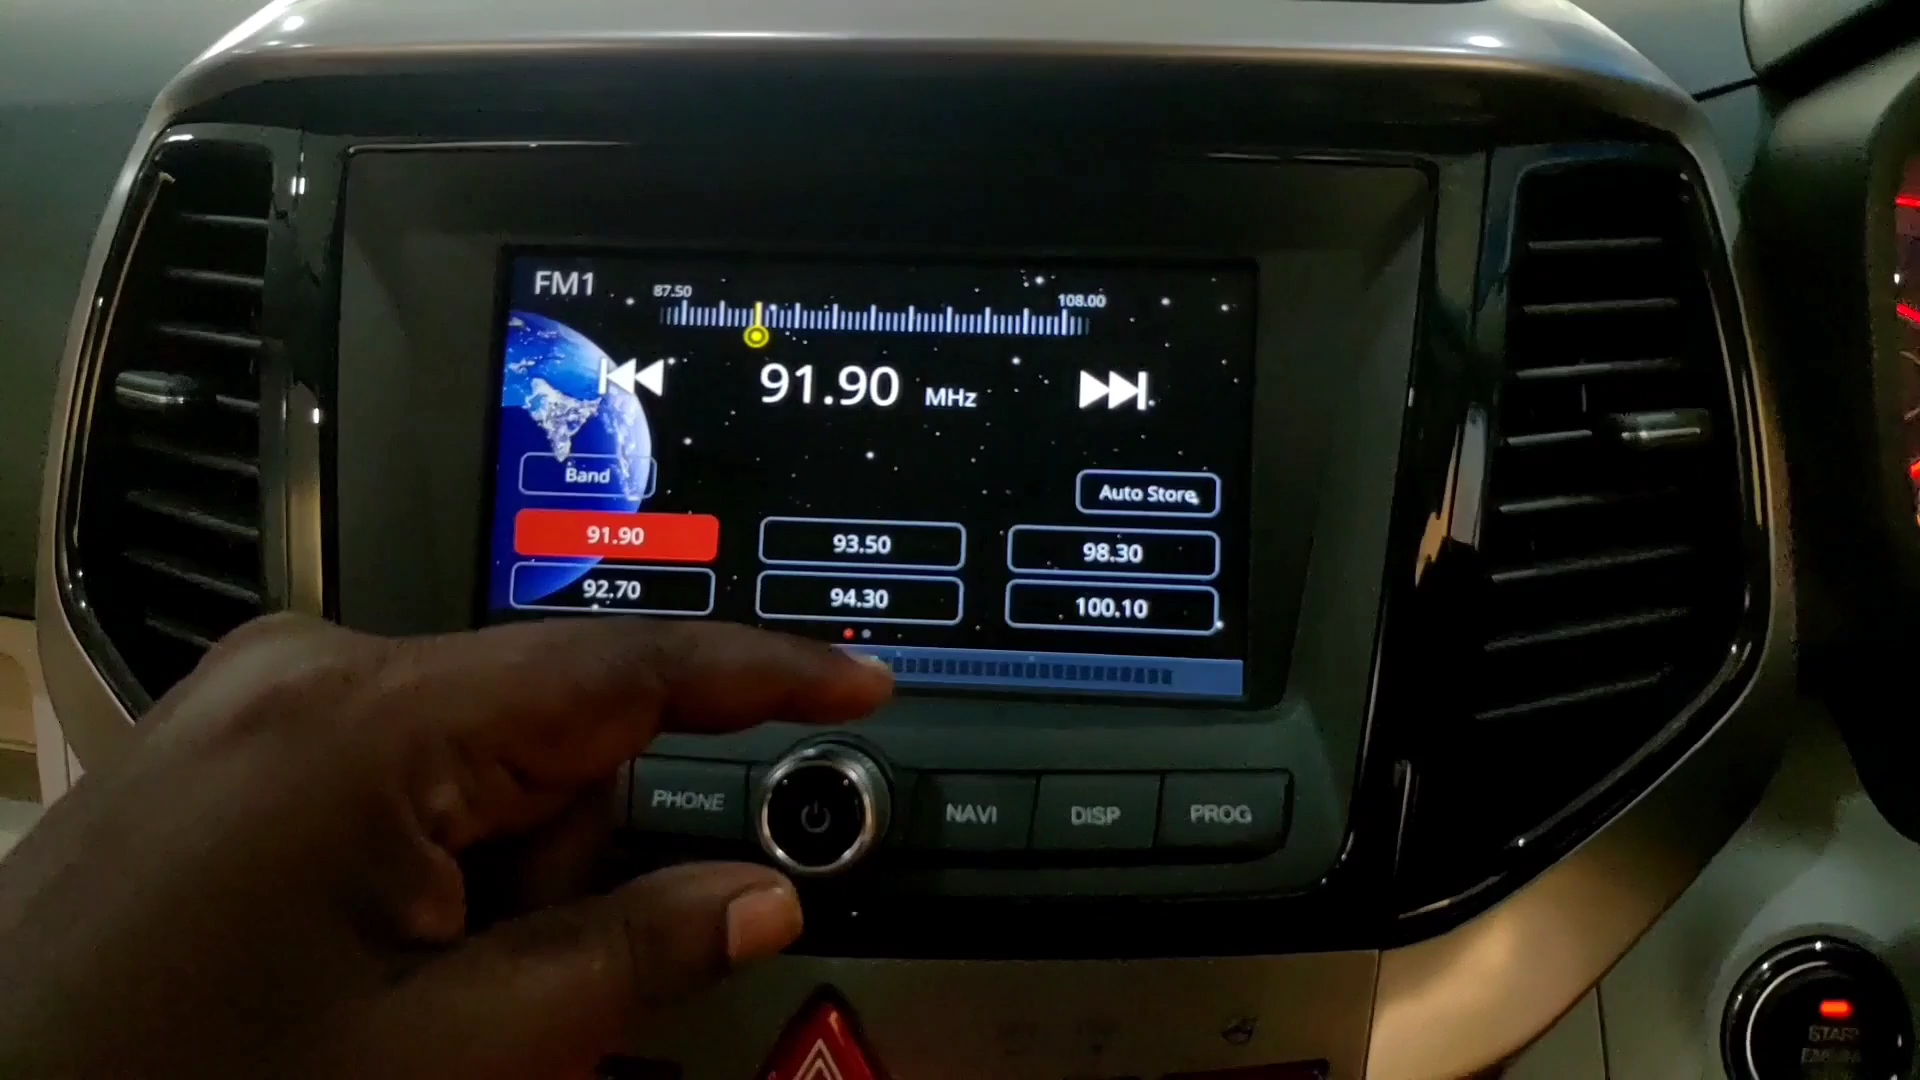 FM1
87.50
108.00
91.90 MHz
Band
Auto Store
91.90
93.50
98.30
92.70
94.30
100.10
PHONE
NAVI
DISP
PROG
START